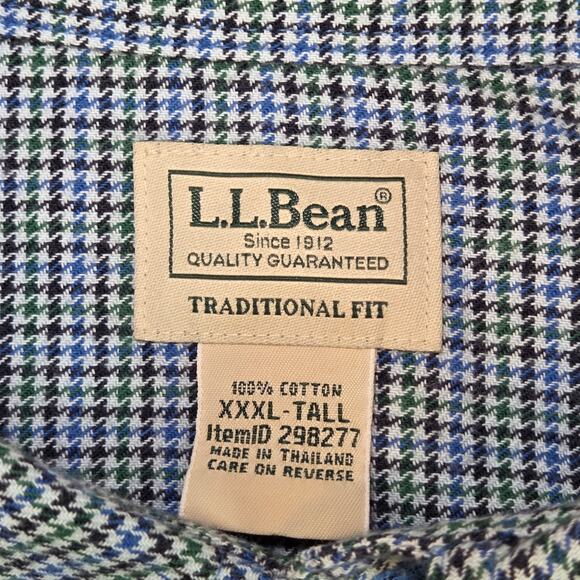 L.L.Bean®
Since 1912
QUALITY GUARANTEED
TRADITIONAL FIT
100% COTTON
XXXL-TALL
ItemID 298277
MADE IN THAILAND
CARE ON REVERSE